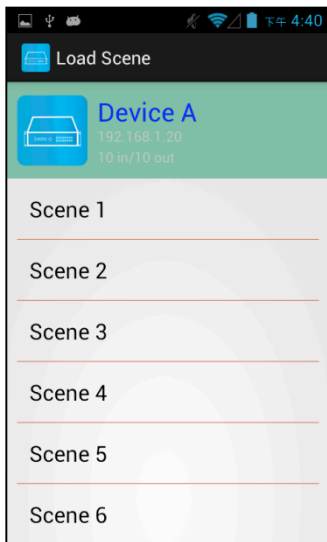 下午 4:40
Load Scene
Device A
192.168.1.20
10 in/10 out
Scene 1
Scene 2
Scene 3
Scene 4
Scene 5
Scene 6